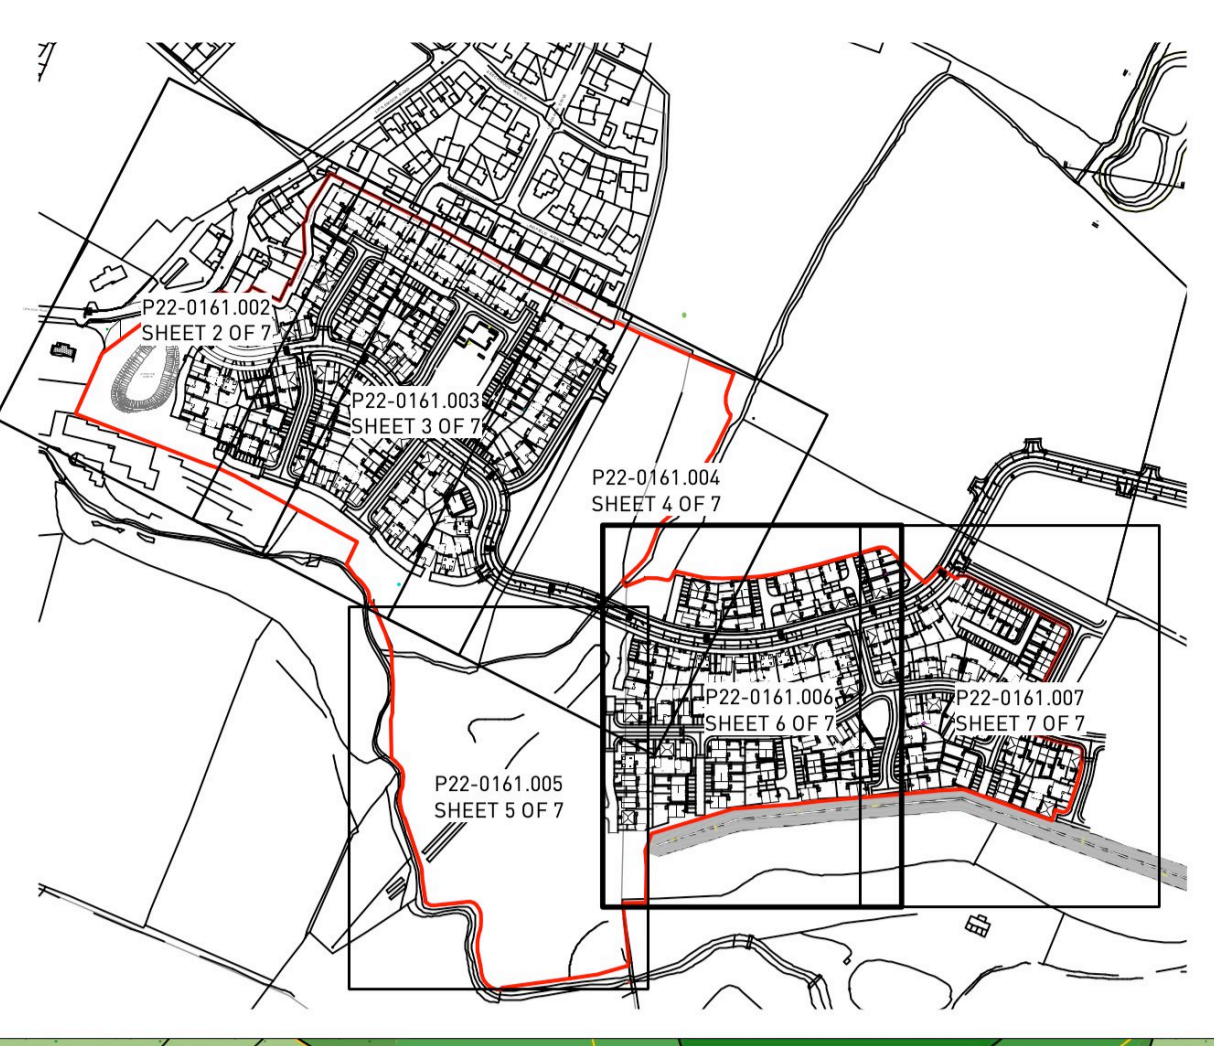 P22-0161.002
SHEET 2 OF 7
P22-0161.003
SHEET 3 OF 7
P22-0161.004
SHEET 4 OF 7
P22-0161.006
SHEET 6 OF 7
P22-0161.007
SHEET 7 OF 7
P22-0161.005
SHEET 5 OF 7